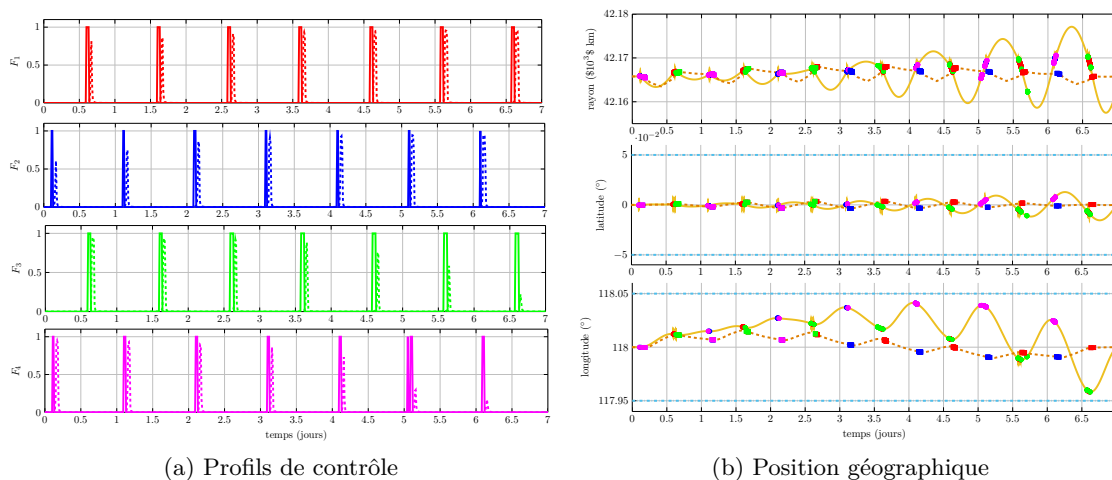 1
0.5
0
F1
0 0.5 1 1.5 2 2.5 3 3.5 4 4.5 5 5.5 6 6.5 7
1
0.5
0
F2
0 0.5 1 1.5 2 2.5 3 3.5 4 4.5 5 5.5 6 6.5 7
1
0.5
0
F3
0 0.5 1 1.5 2 2.5 3 3.5 4 4.5 5 5.5 6 6.5 7
1
0.5
0
F4
0 0.5 1 1.5 2 2.5 3 3.5 4 4.5 5 5.5 6 6.5 7
temps (jours)
(a) Profils de contrôle
42.18
42.17
42.16
rayon ($10³$ km)
0 0.5 1 1.5 2 2.5 3 3.5 4 4.5 5 5.5 6 6.5
·10⁻²
5
0
−5
latitude (°)
0 0.5 1 1.5 2 2.5 3 3.5 4 4.5 5 5.5 6 6.5
118.05
118
117.95
longitude (°)
0 0.5 1 1.5 2 2.5 3 3.5 4 4.5 5 5.5 6 6.5
temps (jours)
(b) Position géographique